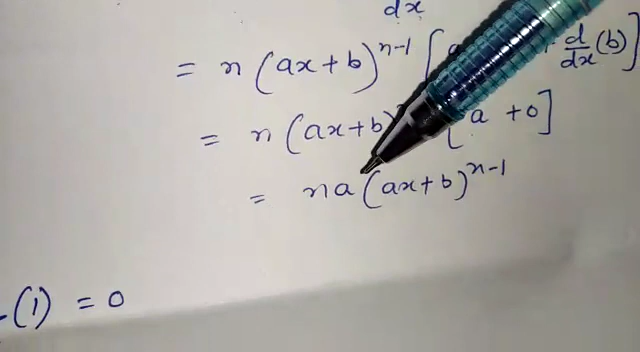 dx
= n (ax + b)^{n-1} [ d/dx (b) ]
= n (ax + b) [ a + 0 ]
= na (ax + b)^{n-1}
(1) = 0